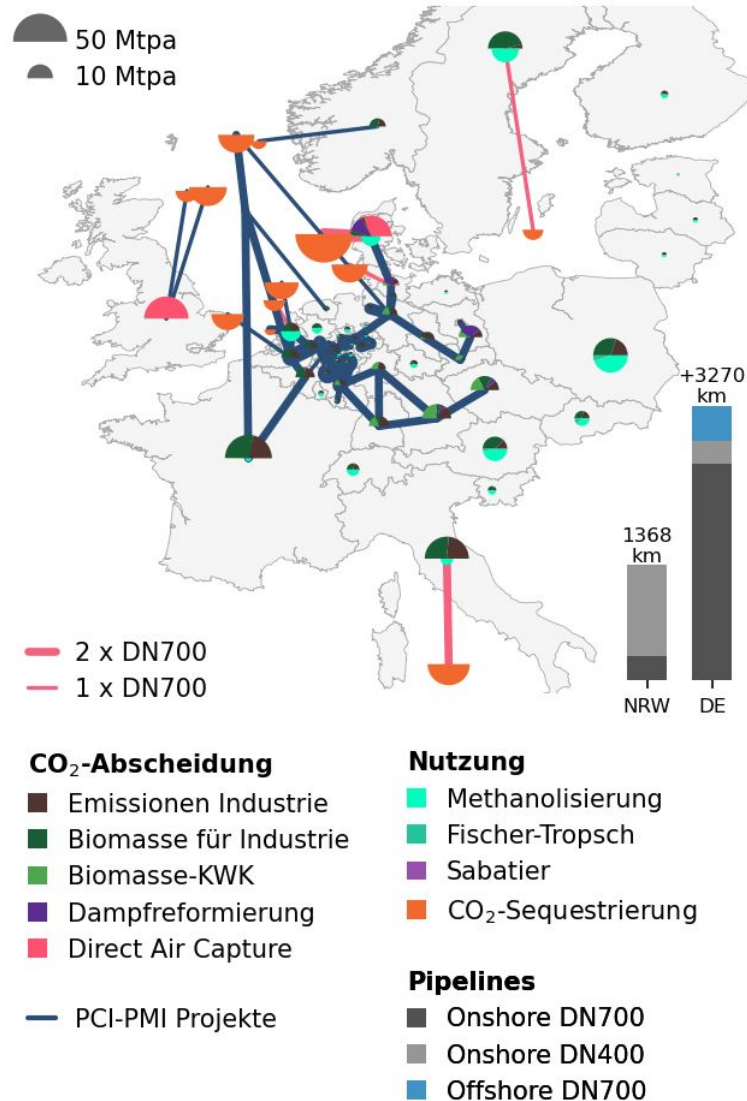 50 Mtpa
10 Mtpa
+3270
km
1368
km
NRW
DE
2 x DN700
1 x DN700
CO₂-Abscheidung
Emissionen Industrie
Biomasse für Industrie
Biomasse-KWK
Dampfreformierung
Direct Air Capture
PCI-PMI Projekte
Nutzung
Methanolisierung
Fischer-Tropsch
Sabatier
CO₂-Sequestrierung
Pipelines
Onshore DN700
Onshore DN400
Offshore DN700